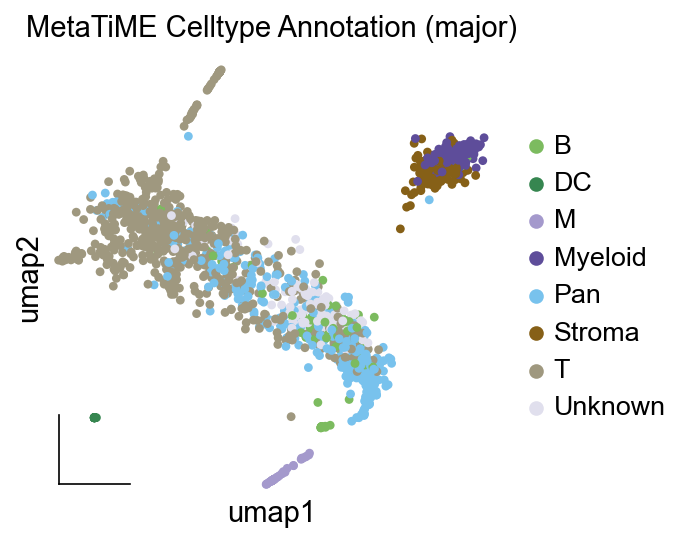 MetaTiME Celltype Annotation (major)
B
DC
M
Myeloid
Pan
Stroma
T
Unknown
umap2
umap1